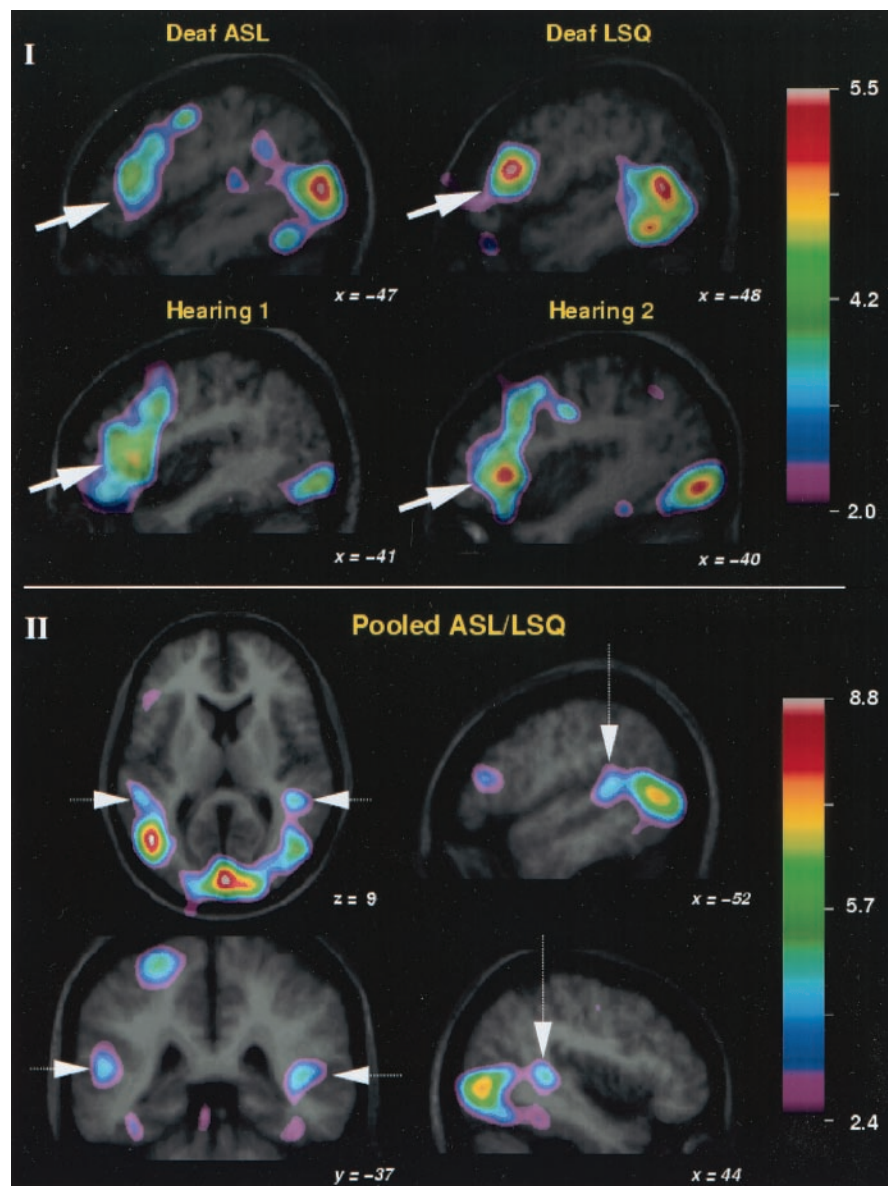 I
Deaf ASL
Deaf LSQ
5.5
x = -47
x = -48
4.2
Hearing 1
Hearing 2
2.0
x = -41
x = -40
II
Pooled ASL/LSQ
8.8
z = 9
x = -52
5.7
2.4
y = -37
x = 44